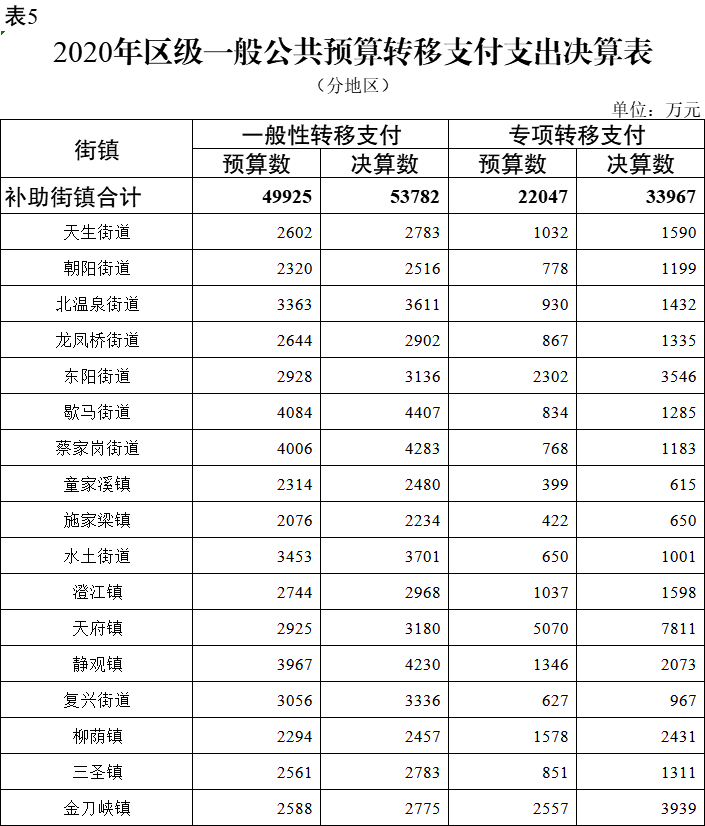 表5
2020年区级一般公共预算转移支付支出决算表
（分地区）
单位：万元
街镇 一般性转移支付 专项转移支付
预算数 决算数 预算数 决算数
补助街镇合计 49925 53782 22047 33967
天生街道 2602 2783 1032 1590
朝阳街道 2320 2516 778 1199
北温泉街道 3363 3611 930 1432
龙凤桥街道 2644 2902 867 1335
东阳街道 2928 3136 2302 3546
歇马街道 4084 4407 834 1285
蔡家岗街道 4006 4283 768 1183
童家溪镇 2314 2480 399 615
施家梁镇 2076 2234 422 650
水土街道 3453 3701 650 1001
澄江镇 2744 2968 1037 1598
天府镇 2925 3180 5070 7811
静观镇 3967 4230 1346 2073
复兴街道 3056 3336 627 967
柳荫镇 2294 2457 1578 2431
三圣镇 2561 2783 851 1311
金刀峡镇 2588 2775 2557 3939